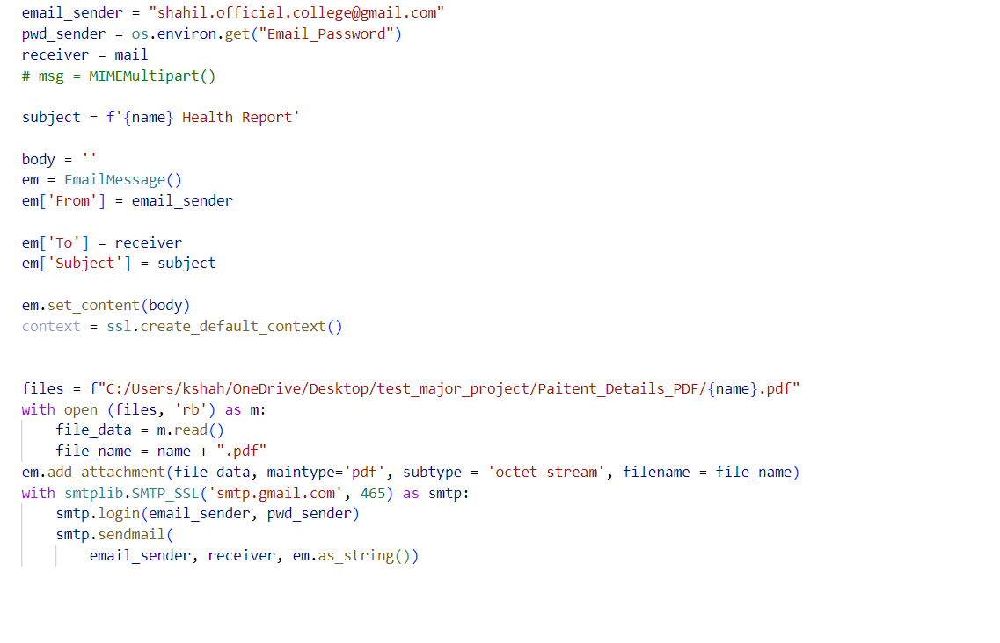 email_sender = "shahil.official.college@gmail.com"
pwd_sender = os.environ.get("Email_Password")
receiver = mail
# msg = MIMEMultipart()
subject = f'{name} Health Report'
body = ''
em = EmailMessage()
em['From'] = email_sender
em['To'] = receiver
em['Subject'] = subject
em.set_content(body)
context = ssl.create_default_context()
files = f"C:/Users/kshah/OneDrive/Desktop/test_major_project/Paitent_Details_PDF/{name}.pdf"
with open (files, 'rb') as m:
    file_data = m.read()
    file_name = name + ".pdf"
em.add_attachment(file_data, maintype='pdf', subtype = 'octet-stream', filename = file_name)
with smtplib.SMTP_SSL('smtp.gmail.com', 465) as smtp:
    smtp.login(email_sender, pwd_sender)
    smtp.sendmail(
        email_sender, receiver, em.as_string())